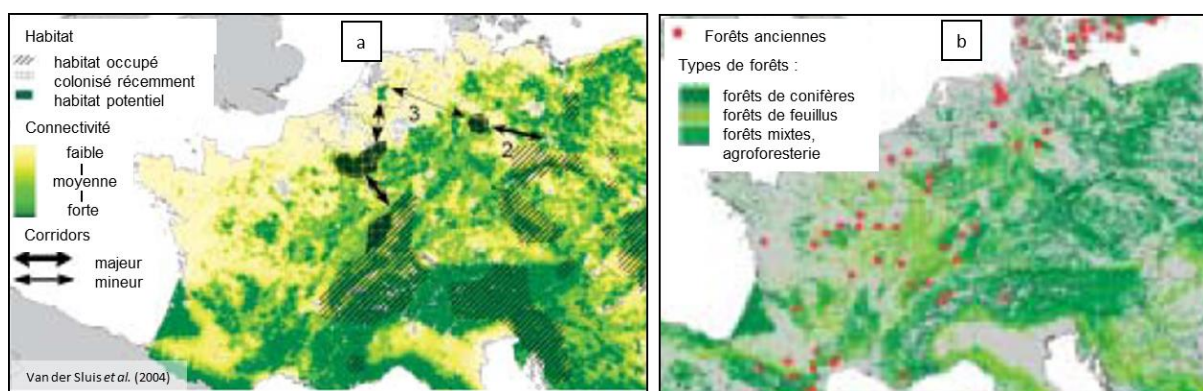 Habitat
habitat occupé
colonisé récemment
habitat potentiel
Connectivité
faible
moyenne
forte
Corridors
majeur
mineur
a
3
2
Van der Sluis et al. (2004)
b
Forêts anciennes
Types de forêts :
forêts de conifères
forêts de feuillus
forêts mixtes,
agroforesterie